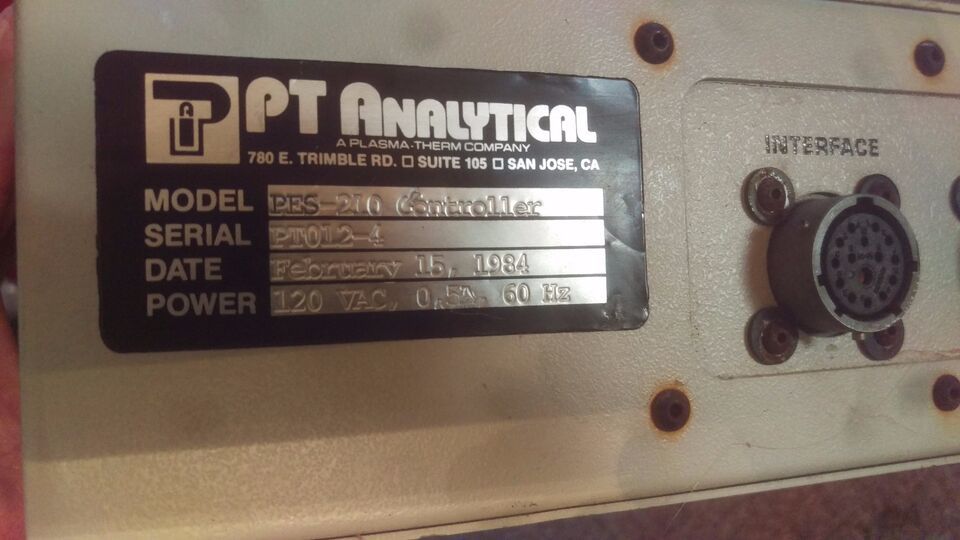 PT ANALYTICAL
A PLASMA-THERM COMPANY
780 E. TRIMBLE RD. □ SUITE 105 □ SAN JOSE, CA
MODEL PES-210 Controller
SERIAL PT012-4
DATE February 15, 1984
POWER 120 VAC, 0.5A, 60 Hz
INTERFACE